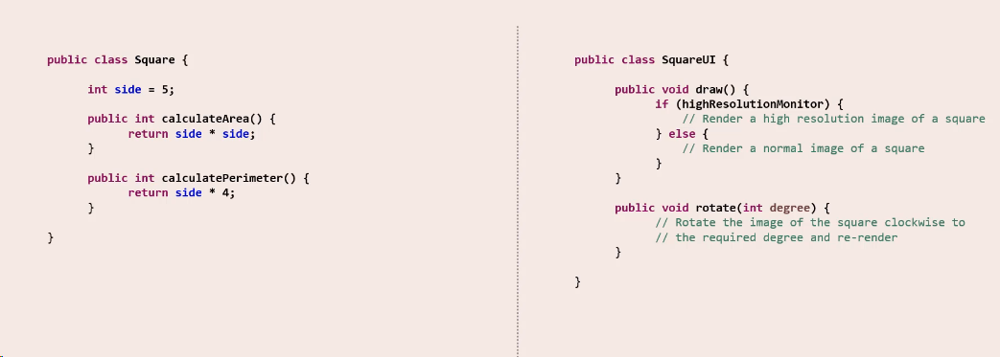 public class Square {
int side = 5;
public int calculateArea() {
return side * side;
}
public int calculatePerimeter() {
return side * 4;
}
}
public class SquareUI {
public void draw() {
if (highResolutionMonitor) {
// Render a high resolution image of a square
} else {
// Render a normal image of a square
}
}
public void rotate(int degree) {
// Rotate the image of the square clockwise to
// the required degree and re-render
}
}